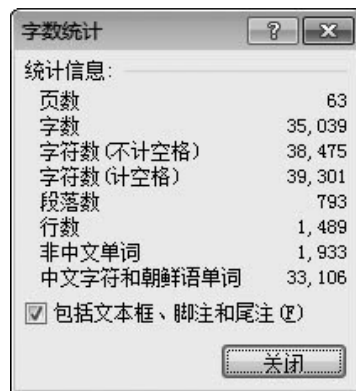 字数统计
统计信息:
页数 63
字数 35,039
字符数(不计空格) 38,475
字符数(计空格) 39,301
段落数 793
行数 1,489
非中文单词 1,933
中文字符和朝鲜语单词 33,106
包括文本框、脚注和尾注(F)
关闭